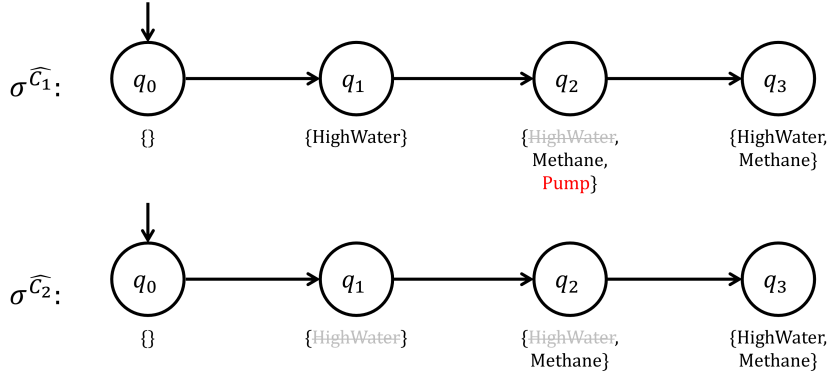 σ^Ĉ₁:
q₀ q₁ q₂ q₃
{} {HighWater} {HighWater, {HighWater,
Methane, Methane}
Pump}
σ^Ĉ₂:
q₀ q₁ q₂ q₃
{} {HighWater} {HighWater, {HighWater,
Methane} Methane}